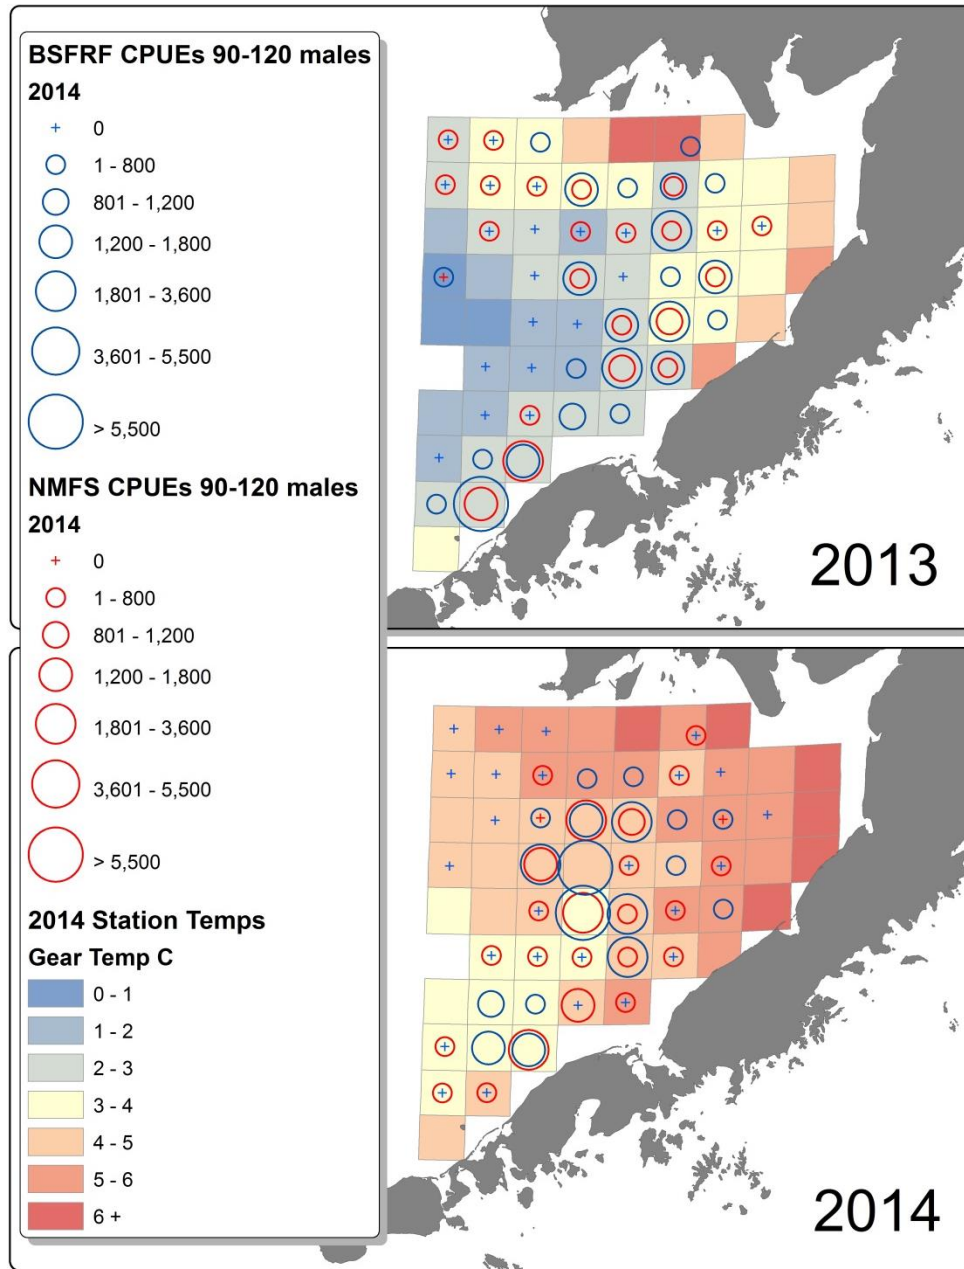 BSFRF CPUEs 90-120 males
2014
0
1 - 800
801 - 1,200
1,200 - 1,800
1,801 - 3,600
3,601 - 5,500
> 5,500
NMFS CPUEs 90-120 males
2014
0
1 - 800
801 - 1,200
1,200 - 1,800
1,801 - 3,600
3,601 - 5,500
> 5,500
2014 Station Temps
Gear Temp C
0 - 1
1 - 2
2 - 3
3 - 4
4 - 5
5 - 6
6 +
2013
2014